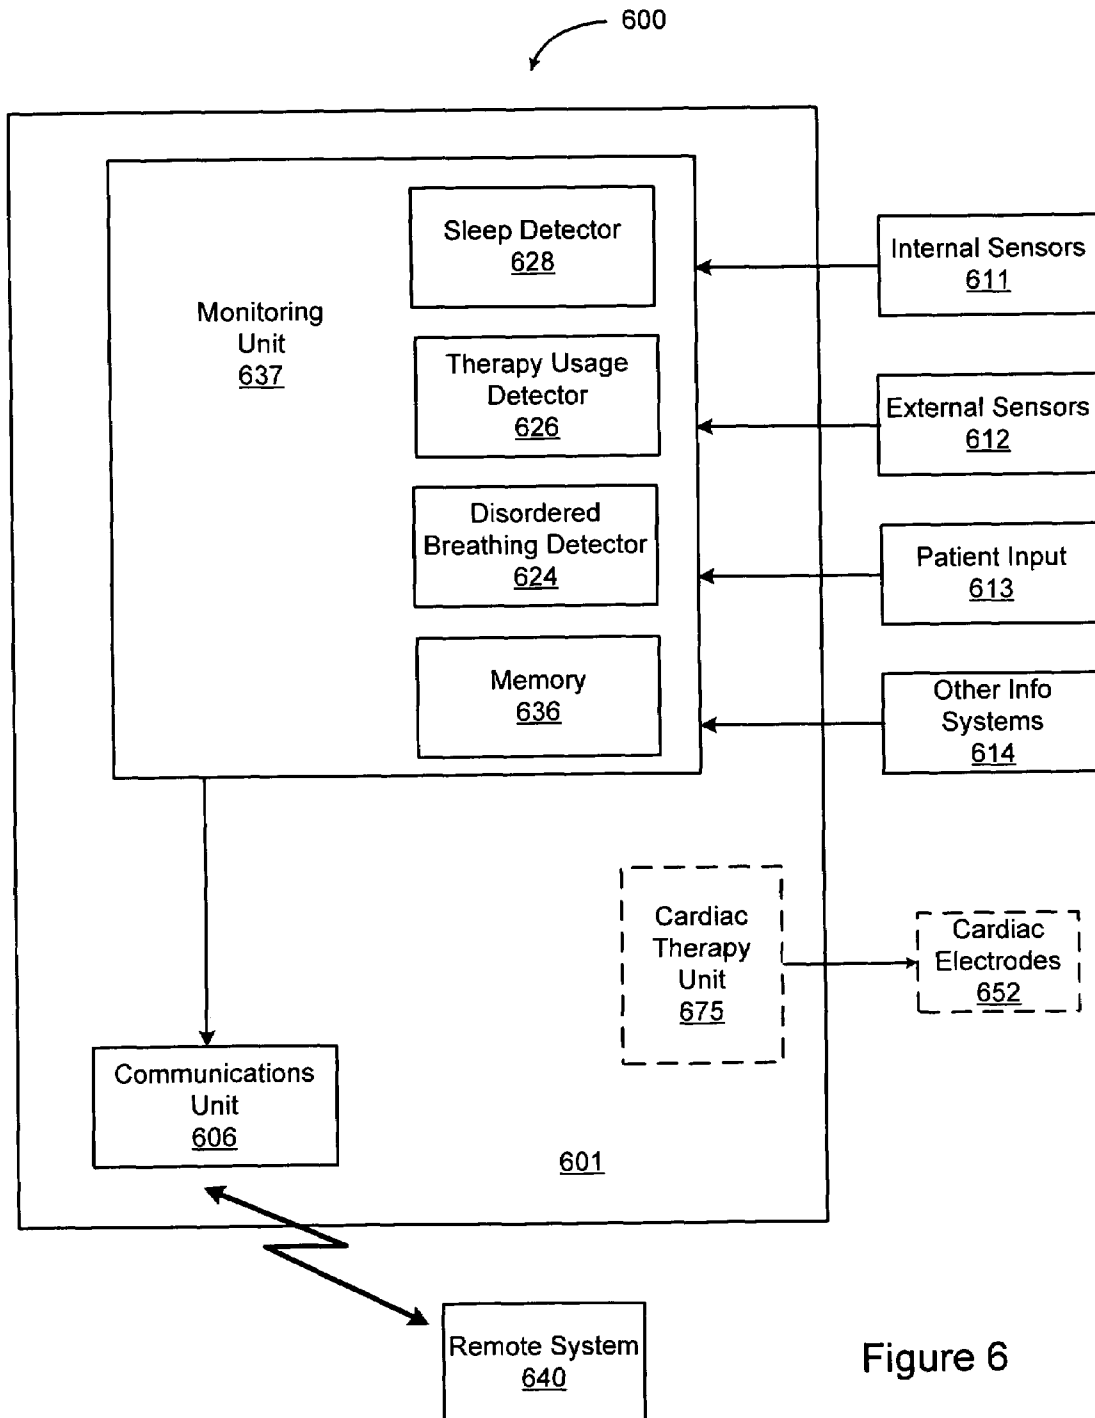 600
Sleep Detector
628
Monitoring
Unit
637
Therapy Usage
Detector
626
Disordered
Breathing Detector
624
Memory
636
Internal Sensors
611
External Sensors
612
Patient Input
613
Other Info
Systems
614
Cardiac
Therapy
Unit
675
Cardiac
Electrodes
652
Communications
Unit
606
601
Remote System
640
Figure 6